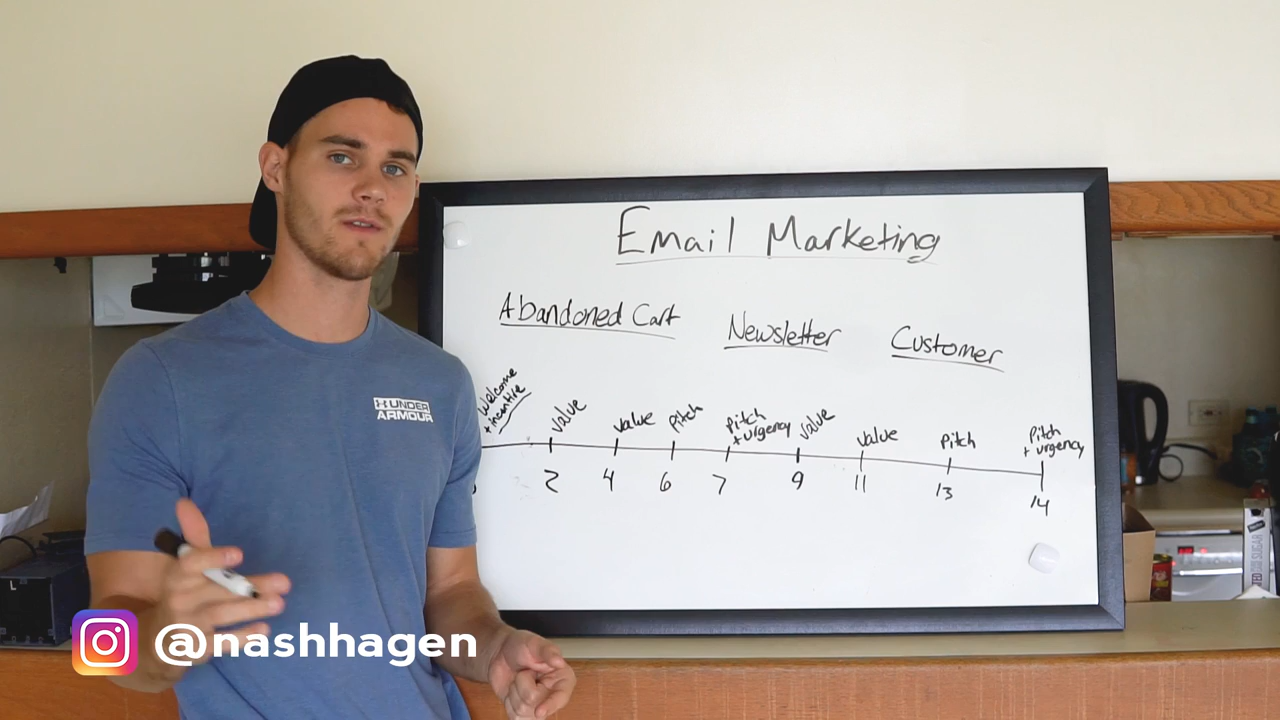 Email Marketing
Abandoned Cart
Newsletter
Customer
Welcome
+ incentive
value
value
pitch
pitch
+ urgency
value
value
pitch
pitch
+ urgency
2
4
6
7
9
11
13
14
UNDER
ARMOUR
@nashhagen
SUGAR